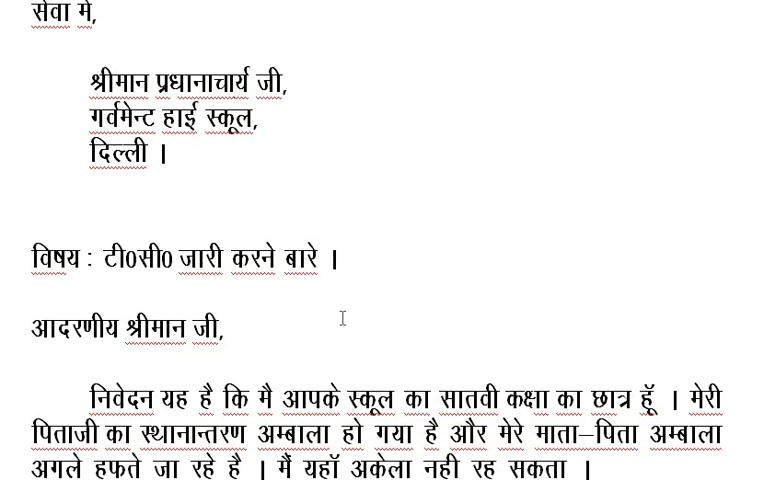 सेवा मे,
श्रीमान प्रधानाचार्य जी,
गर्वमेन्ट हाई स्कूल,
दिल्ली ।
विषय : टी0सी0 जारी करने बारे ।
आदरणीय श्रीमान जी,
निवेदन यह है कि मै आपके स्कूल का सातवी कक्षा का छात्र हूॅ । मेरी
पिताजी का स्थानान्तरण अम्बाला हो गया है और मेरे माता–पिता अम्बाला
अगले हफते जा रहे है । मैं यहॉ अकेला नही रह सकता ।